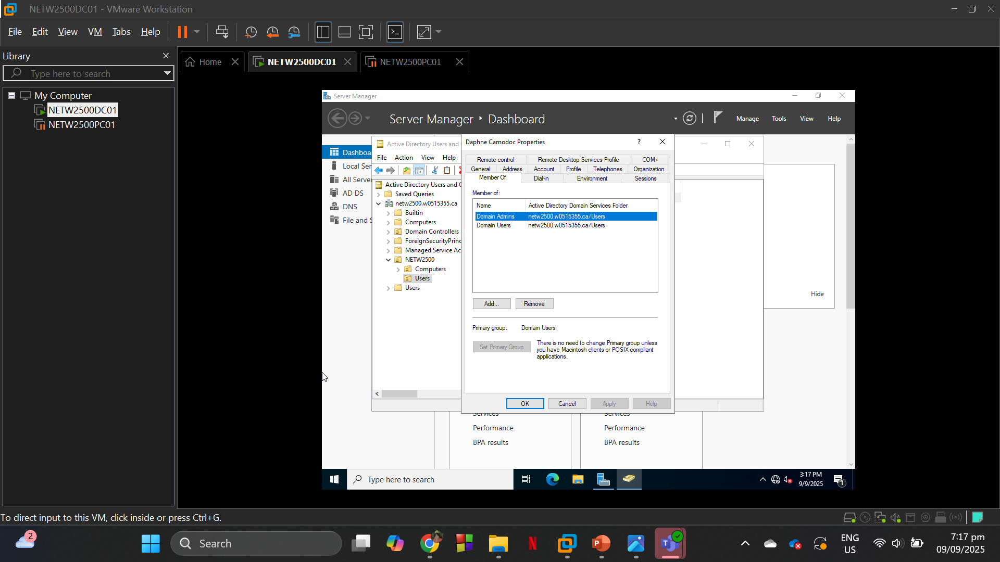 NETW2500DC01 - VMware Workstation
File Edit View VM Tabs Help
Library
Type here to search
My Computer
NETW2500DC01
NETW2500PC01
Home
NETW2500DC01
NETW2500PC01
Server Manager
Server Manager Dashboard
Manage Tools View Help
Local Ser
AD DS
DNS
File and S
Active Directory Users and
File Action View Help
Active Directory Users and C
Saved Queries
netw2500.w0515355.ca
Builtin
Computers
Domain Controllers
ForeignSecurityPrinc
Managed Service Ac
NETW2500
Computers
Users
Users
Daphne Camodoc Properties
?
Remote control Remote Desktop Services Profile COM+
General Address Account Profile Telephones Organization
Member Of Dial-in Environment Sessions
Member of:
Name Active Directory Domain Services Folder
Domain Admins netw2500.w0515355.ca/Users
Domain Users netw2500.w0515355.ca/Users
Add... Remove
Primary group: Domain Users
Set Primary Group
There is no need to change Primary group unless
you have Macintosh clients or POSIX-compliant
applications.
OK Cancel Apply Help
Hide
Services
Performance
BPA results
Services
Performance
BPA results
Type here to search
3:17 PM
9/9/2025
1
To direct input to this VM, click inside or press Ctrl+G.
2
Search
ENG
US
7:17 pm
09/09/2025